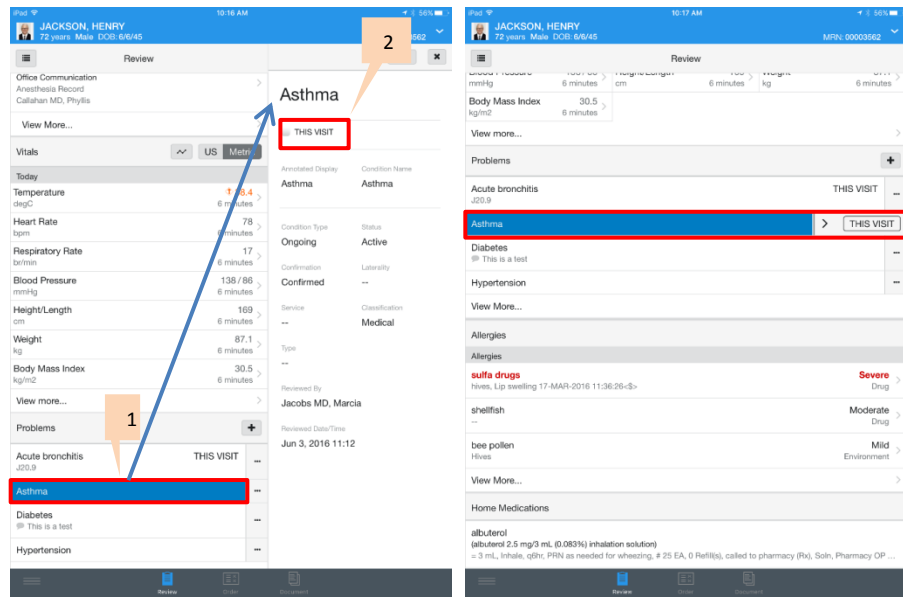 iPad 10:16 AM 56%
JACKSON, HENRY
72 years Male DOB: 6/6/45
3562
2
Review
Office Communication
Anesthesia Record
Callahan MD, Phyllis
View More...
Vitals US Metric
Today
Temperature 8.4
degC 6 minutes
Heart Rate 78
bpm 6 minutes
Respiratory Rate 17
br/min 6 minutes
Blood Pressure 138/86
mmHg 6 minutes
Height/Length 169
cm 6 minutes
Weight 87.1
kg 6 minutes
Body Mass Index 30.5
kg/m2 6 minutes
View more...
1
Problems
Acute bronchitis THIS VISIT
J20.9
Asthma
Diabetes
This is a test
Hypertension
Asthma
THIS VISIT
Annotated Display Condition Name
Asthma Asthma
Condition Type Status
Ongoing Active
Confirmation Laterality
Confirmed --
Service Classification
-- Medical
Type
--
Reviewed By
Jacobs MD, Marcia
Reviewed Date/Time
Jun 3, 2016 11:12
Review Order Document
iPad 10:17 AM 56%
JACKSON, HENRY
72 years Male DOB: 6/6/45
MRN: 00003562
Review
mmHg 6 minutes cm 6 minutes kg 6 minutes
Body Mass Index 30.5
kg/m2 6 minutes
View more...
Problems
Acute bronchitis THIS VISIT
J20.9
Asthma THIS VISIT
Diabetes
This is a test
Hypertension
View More...
Allergies
Allergies
sulfa drugs Severe
hives, Lip swelling 17-MAR-2016 11:36:26<$> Drug
shellfish Moderate
-- Drug
bee pollen Mild
Hives Environment
View More...
Home Medications
albuterol
(albuterol 2.5 mg/3 mL (0.083%) inhalation solution)
= 3 mL, Inhale, q6hr, PRN as needed for wheezing, # 25 EA, 0 Refill(s), called to pharmacy (Rx), Soln, Pharmacy OP ...
Review Order Document